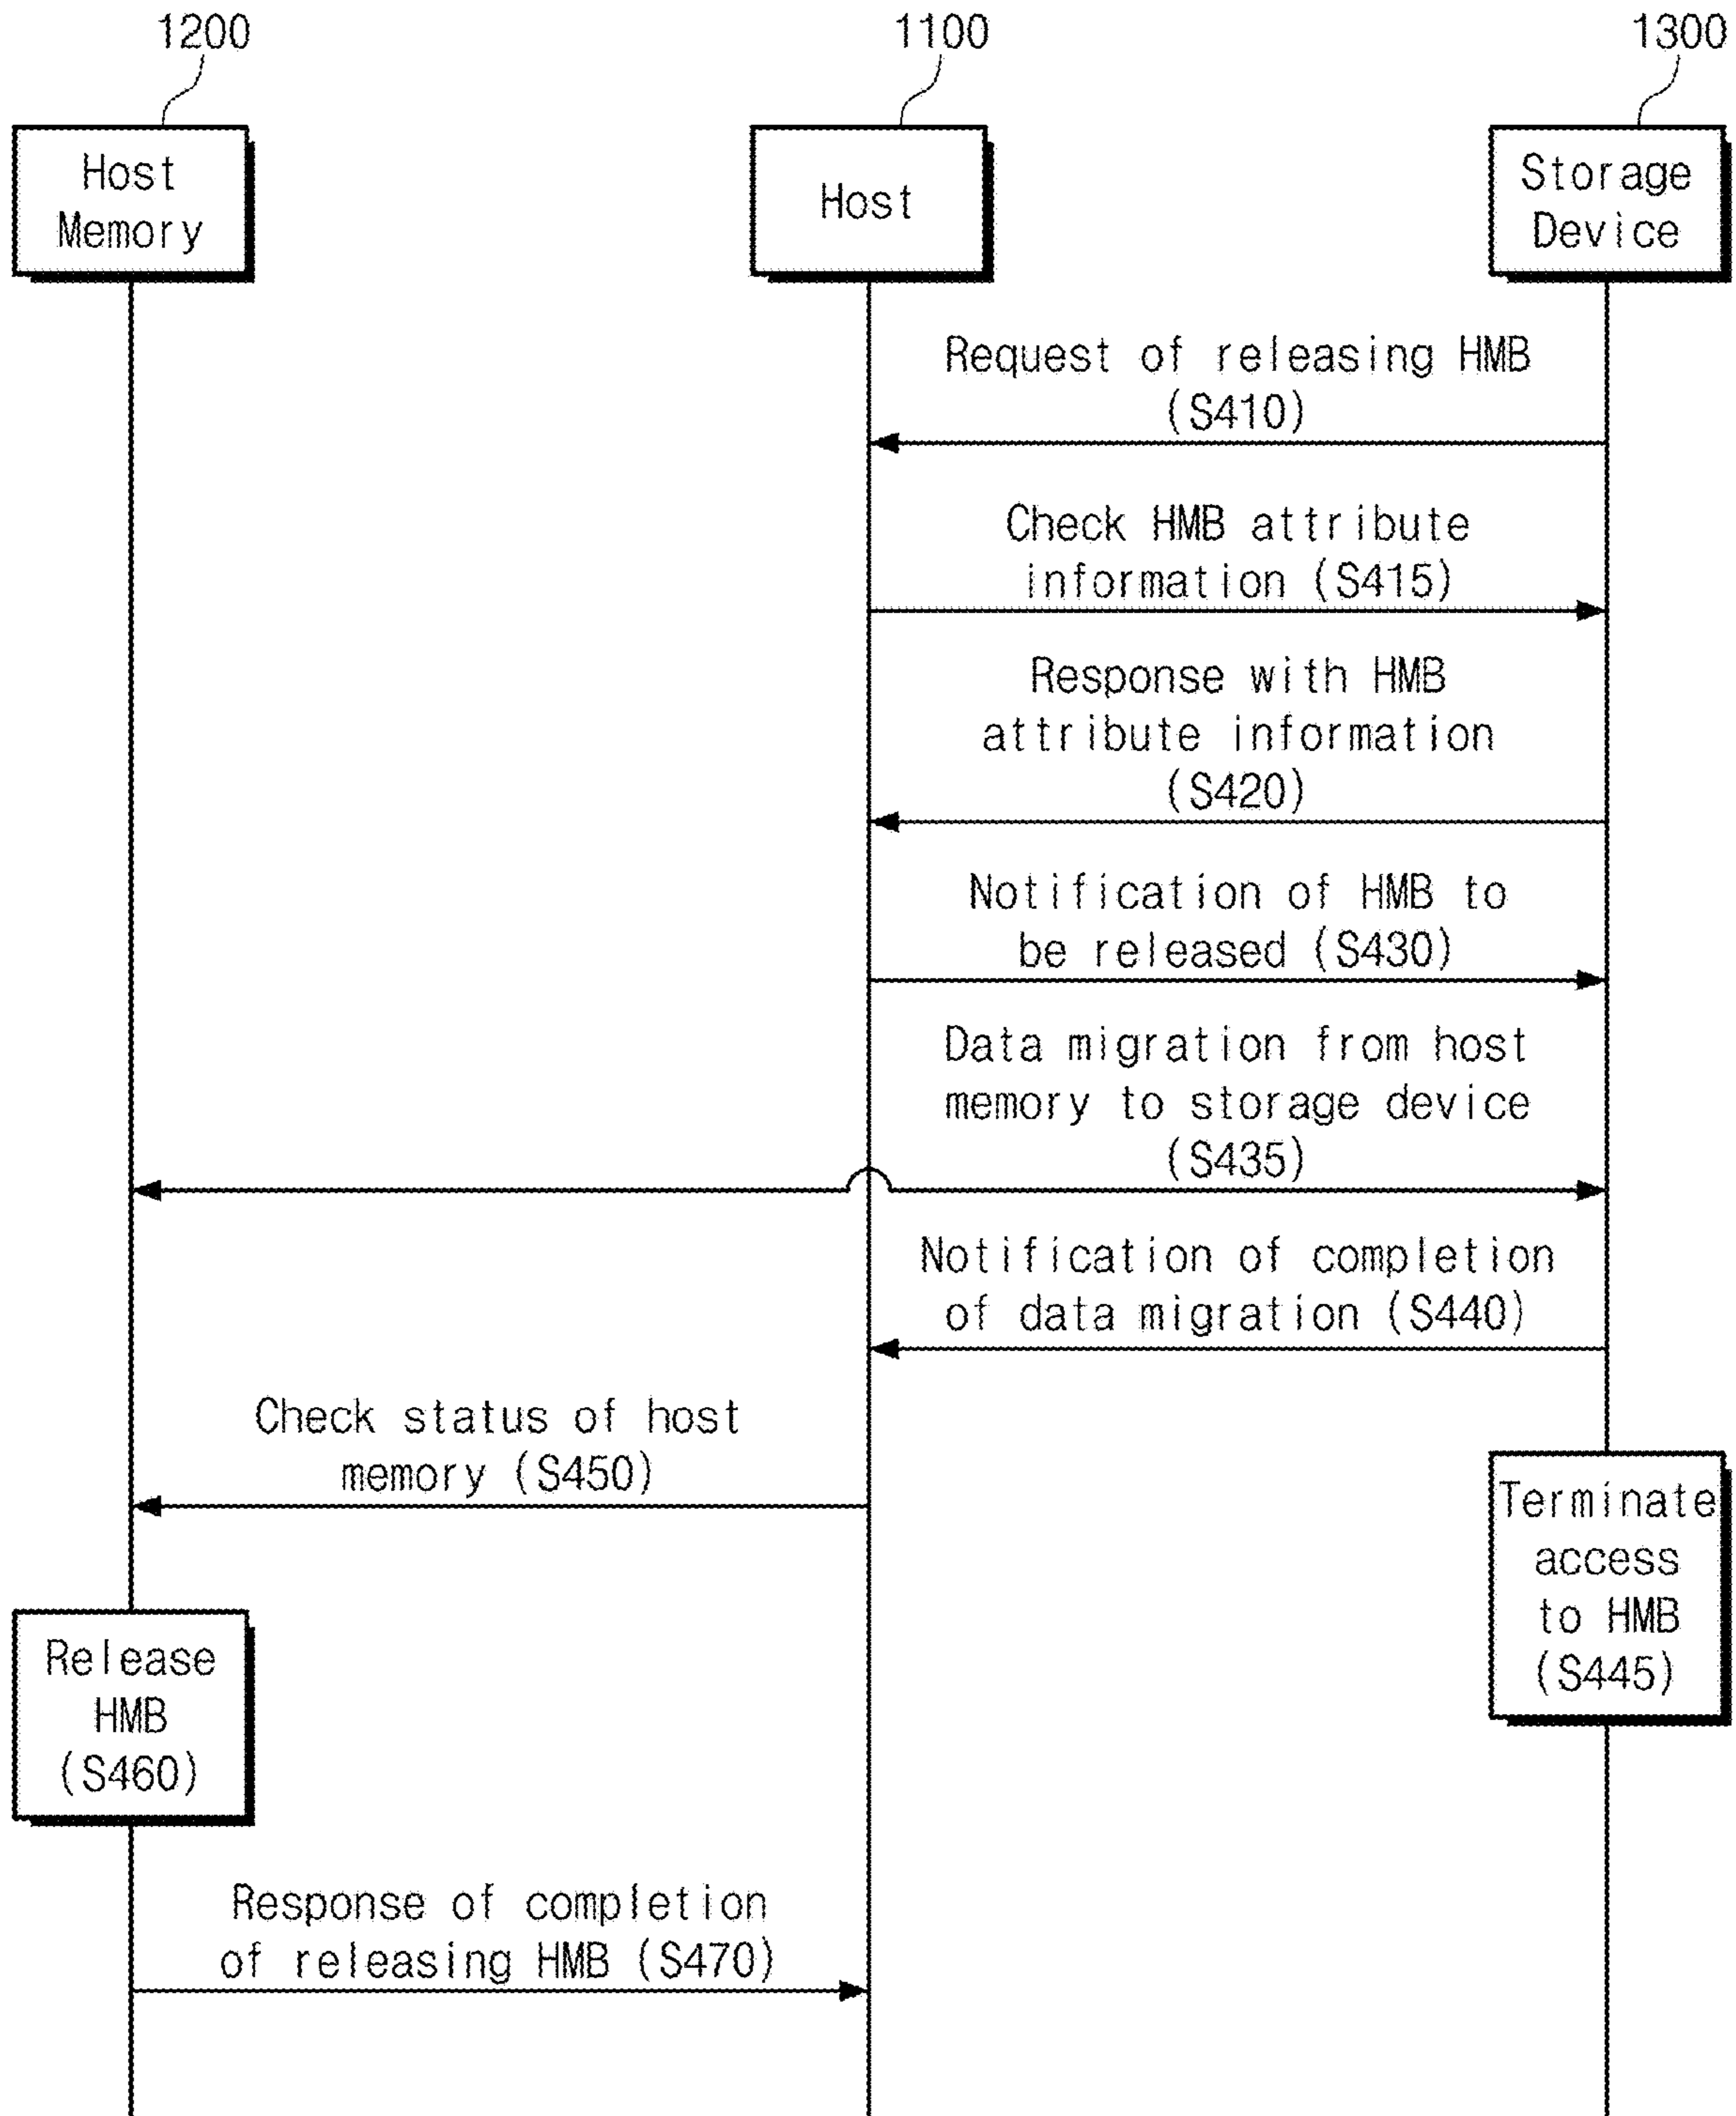 1200
1100
1300
Host
Memory
Host
Storage
Device
Request of releasing HMB
(S410)
Check HMB attribute
information (S415)
Response with HMB
attribute information
(S420)
Notification of HMB to
be released (S430)
Data migration from host
memory to storage device
(S435)
Notification of completion
of data migration (S440)
Check status of host
memory (S450)
Terminate
access
to HMB
(S445)
Release
HMB
(S460)
Response of completion
of releasing HMB (S470)